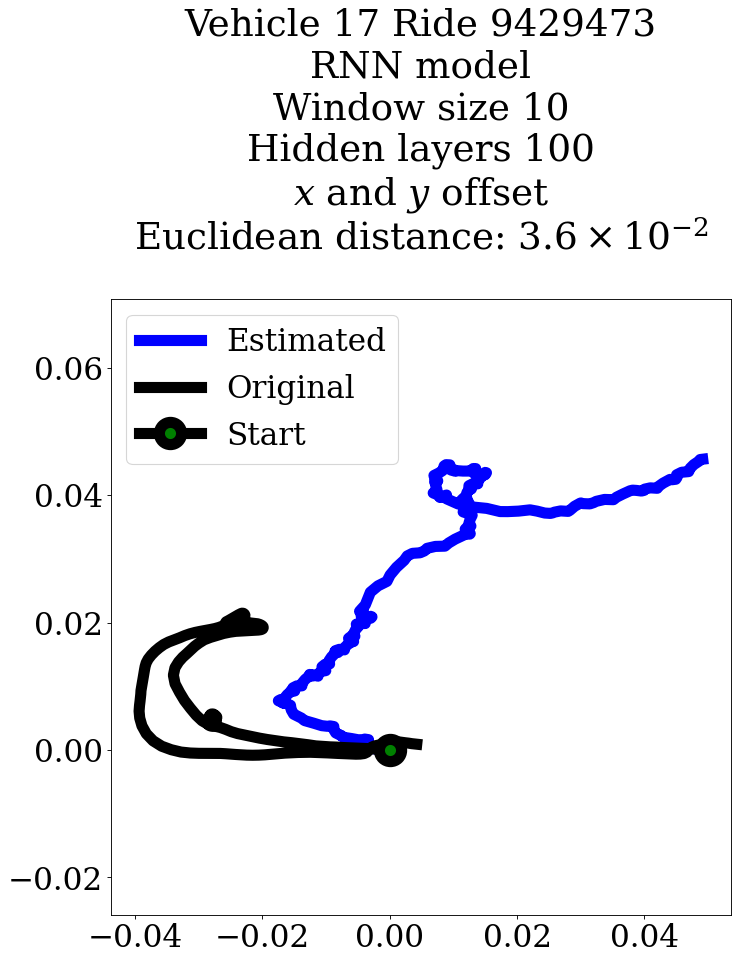 Vehicle 17 Ride 9429473
RNN model
Window size 10
Hidden layers 100
x and y offset
Euclidean distance: 3.6 × 10⁻²
Estimated
Original
Start
0.06
0.04
0.02
0.00
−0.02
−0.04 −0.02 0.00 0.02 0.04